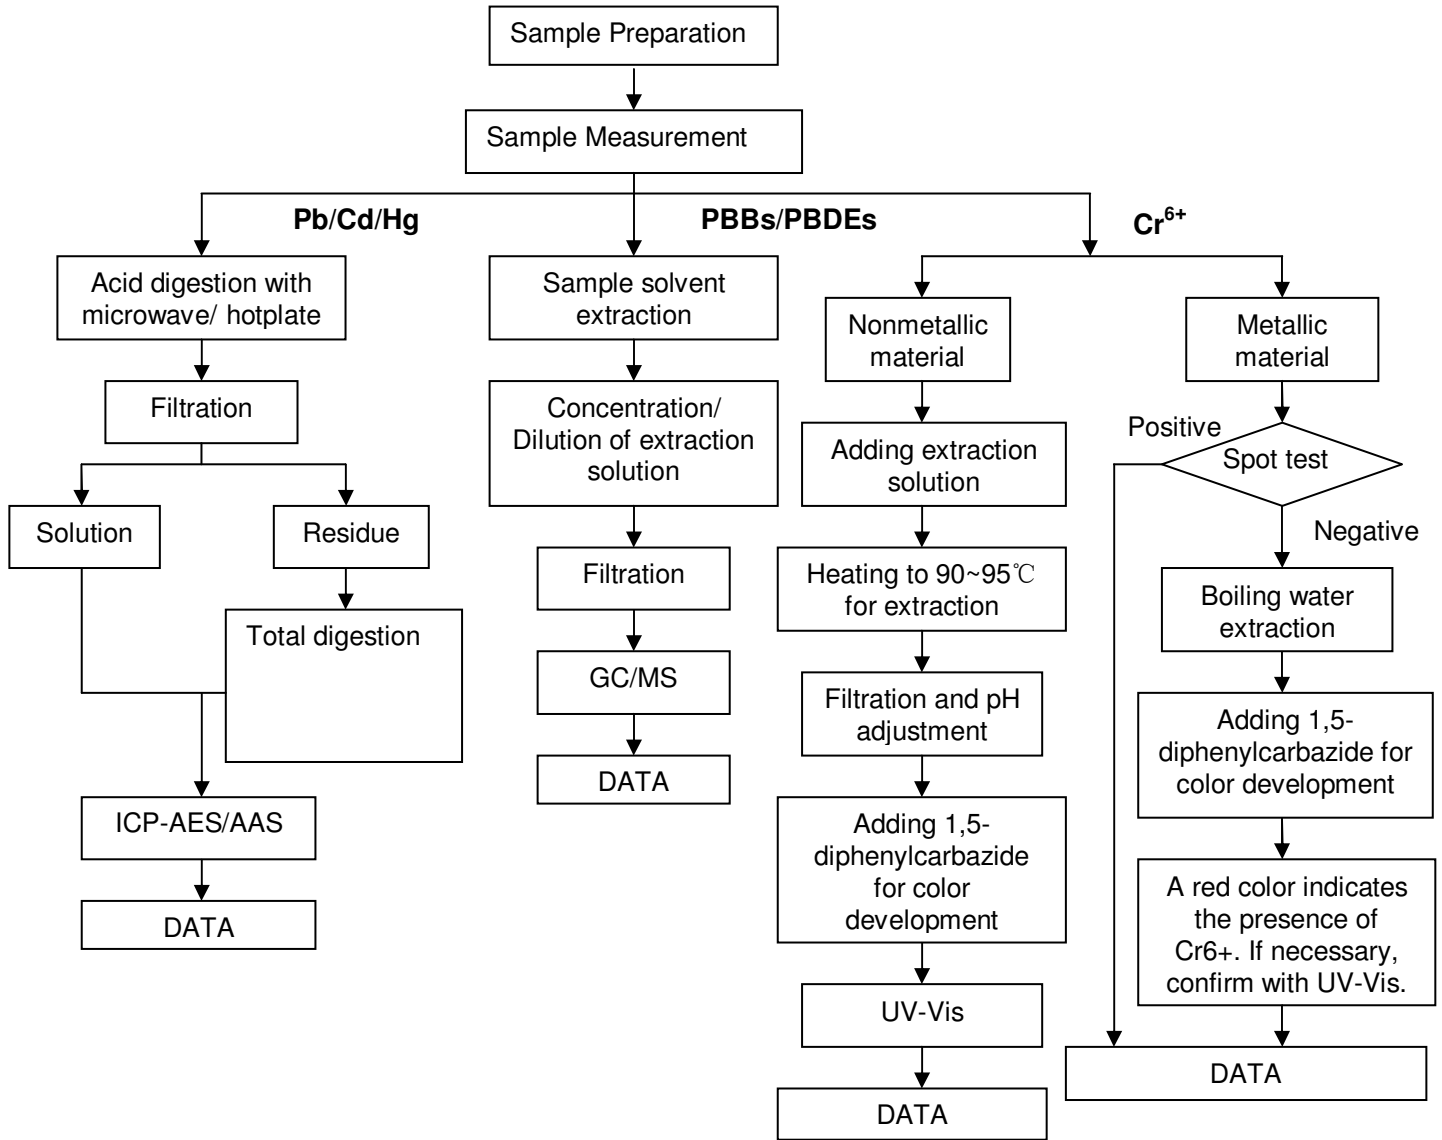 Sample Preparation
Sample Measurement
Pb/Cd/Hg
PBBs/PBDEs
Cr⁶⁺
Acid digestion with
microwave/ hotplate
Filtration
Solution
Residue
Total digestion
ICP-AES/AAS
DATA
Sample solvent
extraction
Concentration/
Dilution of extraction
solution
Filtration
GC/MS
DATA
Nonmetallic
material
Adding extraction
solution
Heating to 90~95℃
for extraction
Filtration and pH
adjustment
Adding 1,5-
diphenylcarbazide
for color
development
UV-Vis
DATA
Metallic
material
Positive
Spot test
Negative
Boiling water
extraction
Adding 1,5-
diphenylcarbazide for
color development
A red color indicates
the presence of
Cr6+. If necessary,
confirm with UV-Vis.
DATA